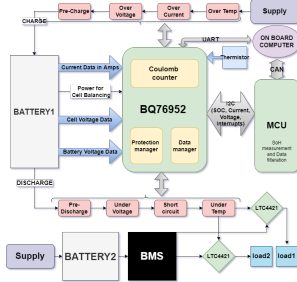 CHARGE
Pre-Charge
Over
Voltage
Over
Current
Over Temp
Supply
UART
ON BOARD
COMPUTER
Thermistor
CAN
Current Data in Amps
Coulomb
counter
Power for
Cell Balancing
BQ76952
BATTERY1
I2C
(SOC, Current,
Voltage,
Interrupts)
MCU
SoH
measurement
and Data
filteration
Cell Voltage Data
Protection
manager
Data
manager
Battery Voltage Data
DISCHARGE
Pre-
Discharge
Under
Voltage
Short
circuit
Under
Temp
LTC4421
Supply
BATTERY2
BMS
LTC4421
load2
load1